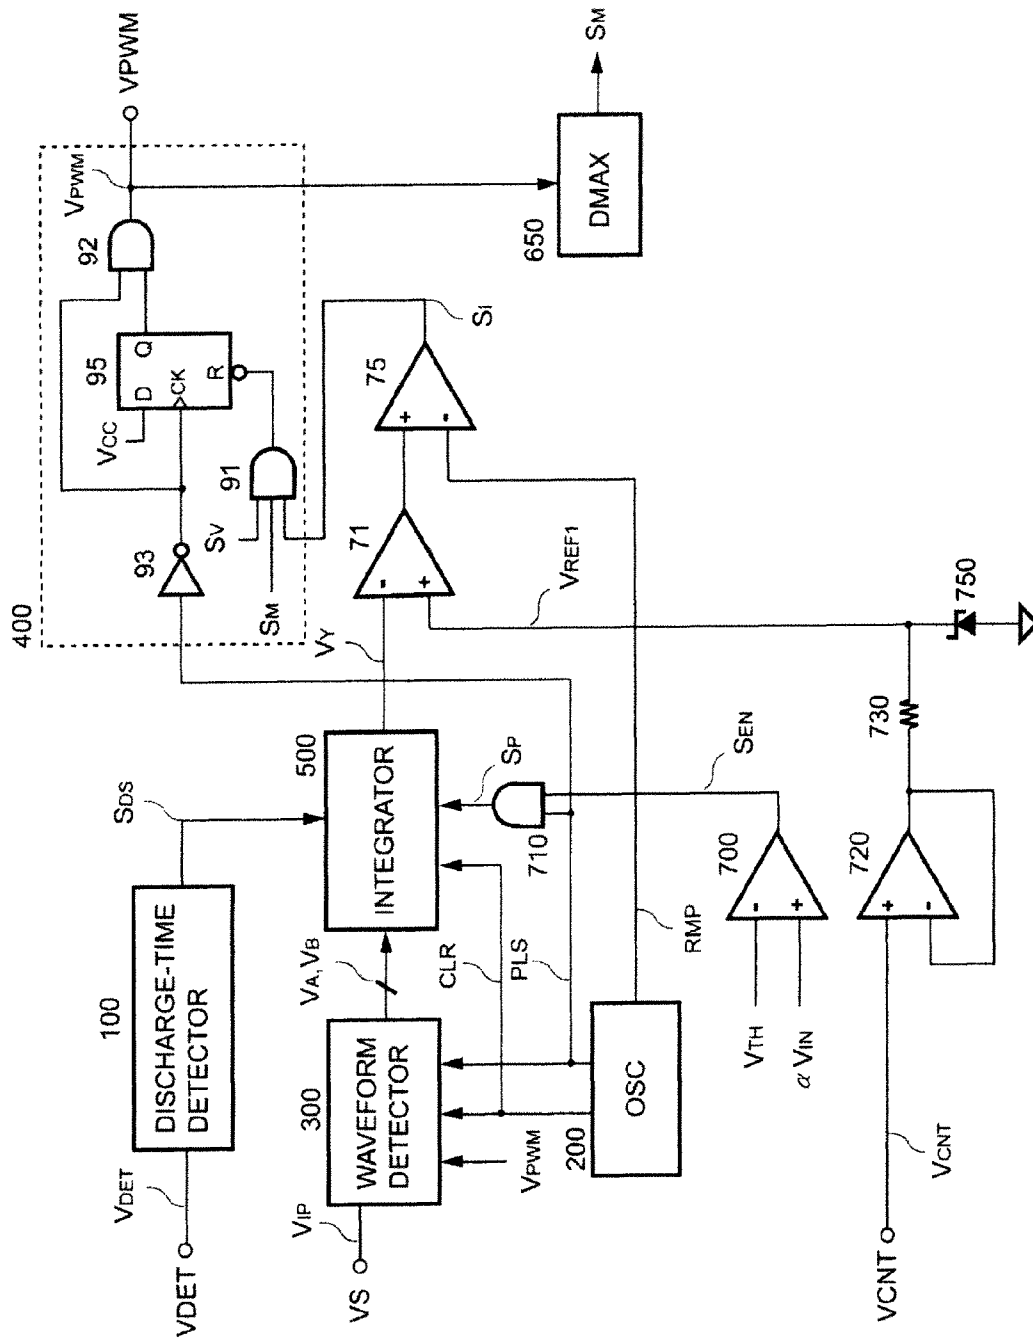 400
VPWM
VPWM
92
95
D
Q
CK
R
VCC
93
91
SV
SM
SI
75
+
-
71
-
+
VREF1
DMAX
650
SM
SDS
VY
500
INTEGRATOR
SP
710
SEN
100
DISCHARGE-TIME
DETECTOR
VDET
VDET
VA,VB
CLR
PLS
300
WAVEFORM
DETECTOR
VIP
VS
VPWM
200
OSC
RMP
700
-
+
VTH
αVIN
720
+
-
730
750
VCNT
VCNT